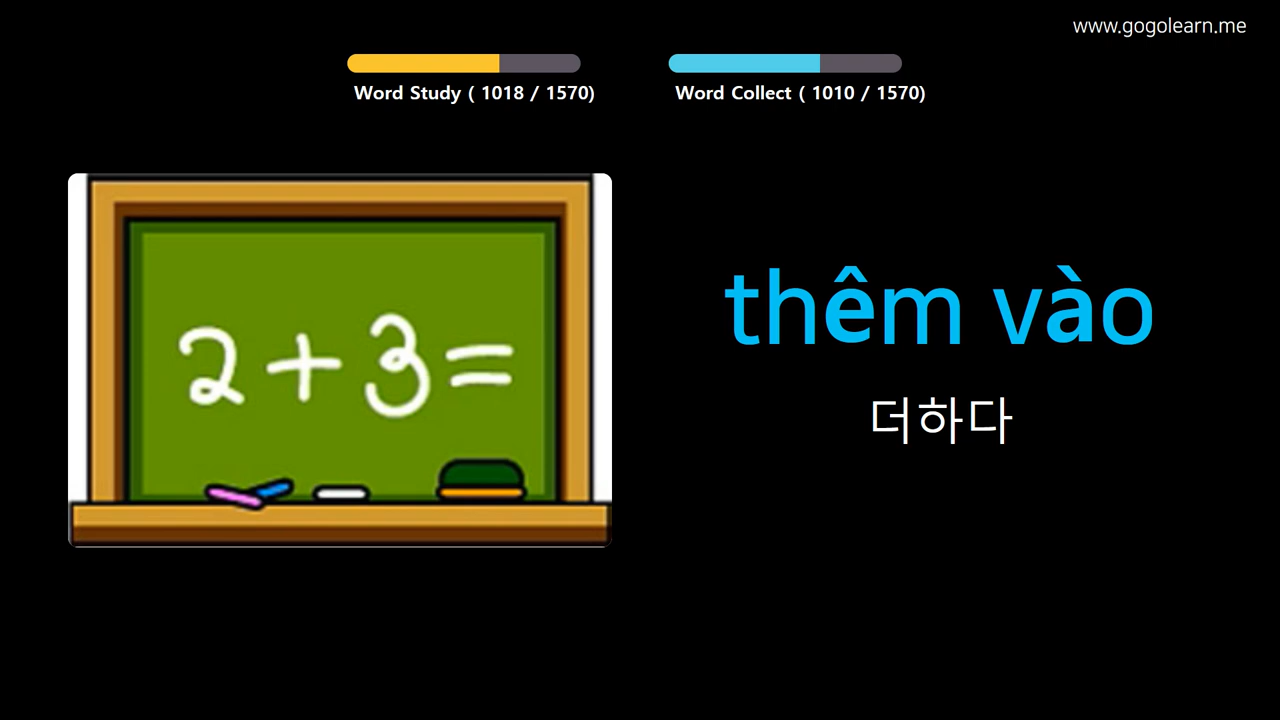 www.gogolearn.me
Word Study ( 1018 / 1570)
Word Collect ( 1010 / 1570)
2+3=
thêm vào
더하다